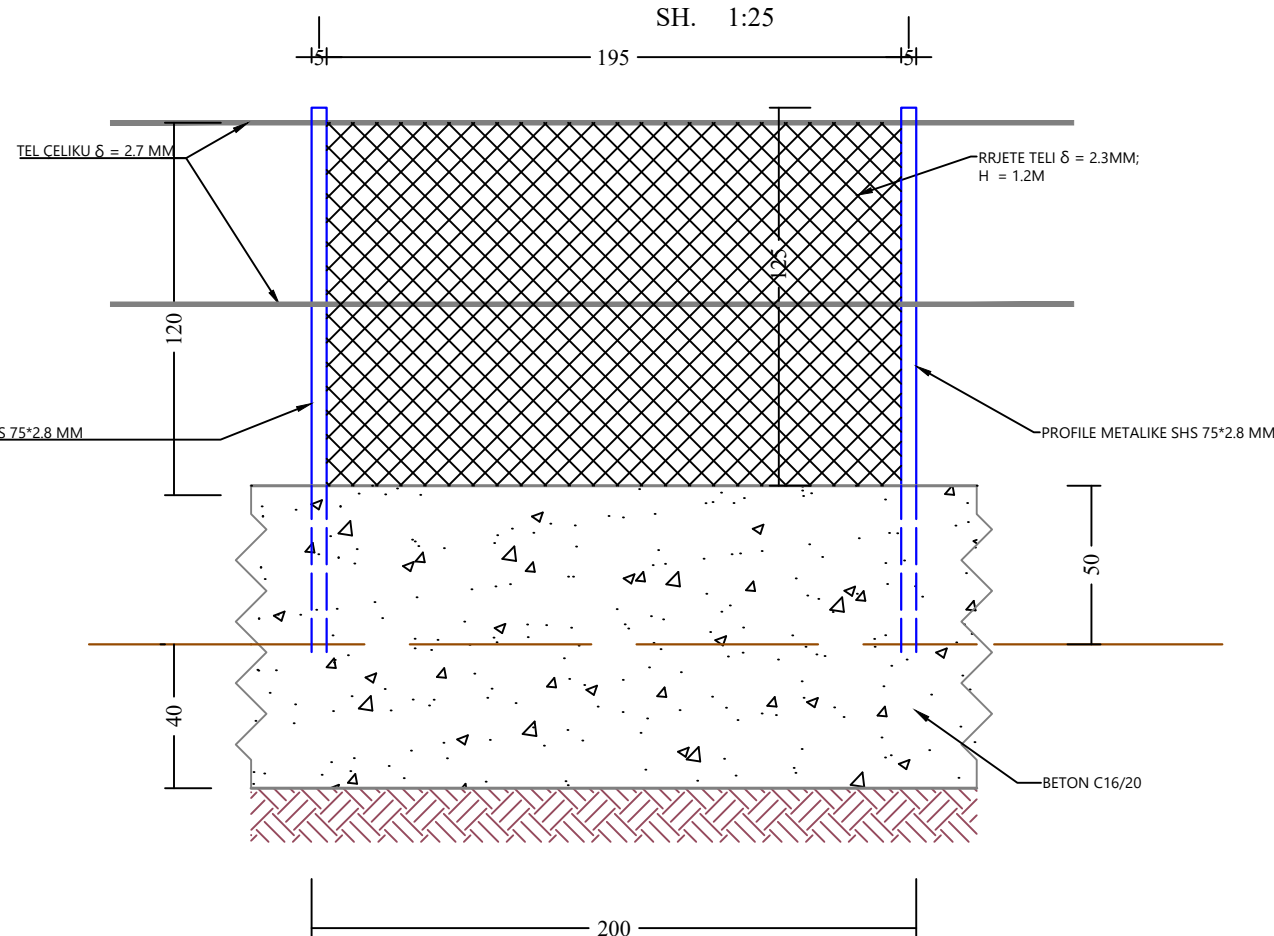 SH. 1:25
5
195
5
TEL ÇELIKU δ = 2.7 MM
RRJETE TELI δ = 2.3MM;
H = 1.2M
125
120
S 75*2.8 MM
PROFILE METALIKE SHS 75*2.8 MM
50
40
BETON C16/20
200